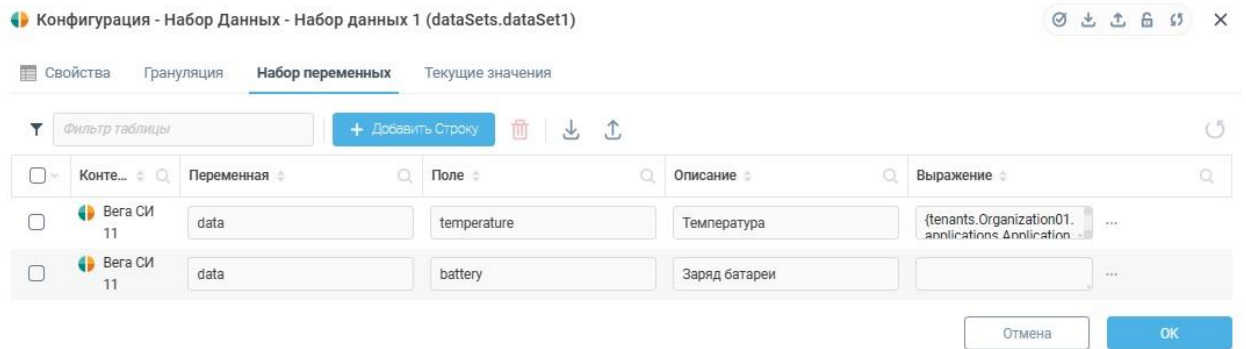 Конфигурация - Набор Данных - Набор данных 1 (dataSets.dataSet1)
Свойства Грануляция Набор переменных Текущие значения
Фильтр таблицы + Добавить Строку
Конте... Переменная Поле Описание Выражение
Вега СИ 11 data temperature Температура {tenants.Organization01. applications.Application ...
Вега СИ 11 data battery Заряд батареи ...
Отмена OK